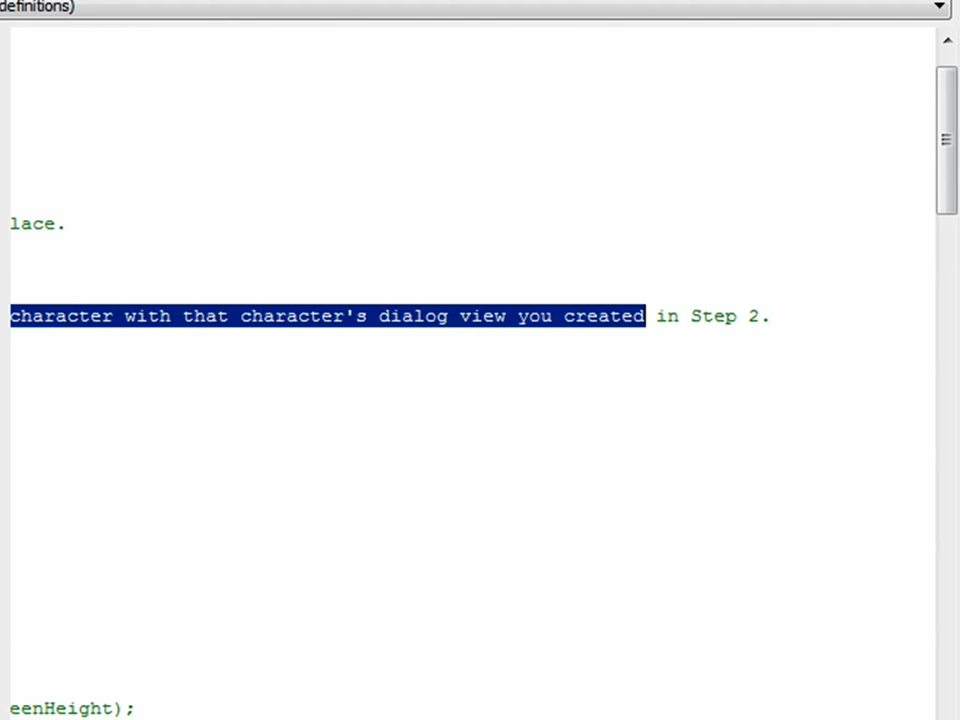 definitions)
lace.
character with that character's dialog view you created in Step 2.
eenHeight);